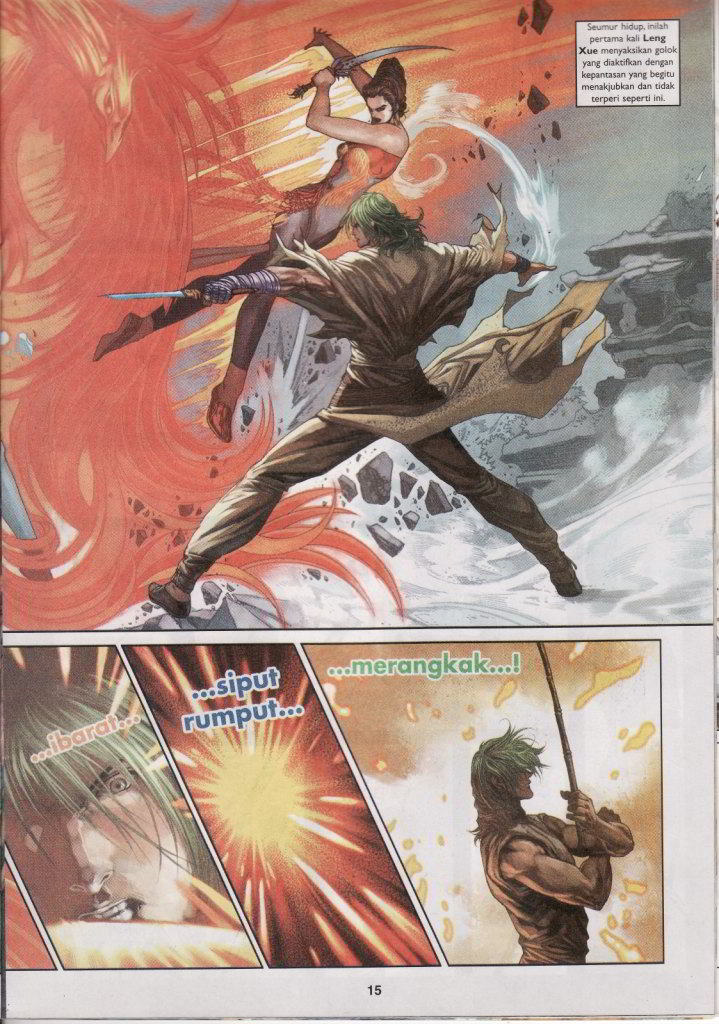 Seumur hidup, inilah
pertama kali Leng
Xue menyaksikan golok
yang diaktifkan dengan
kepantasan yang begitu
menakjubkan dan tidak
terperi seperti ini.
...ibarat...
...siput
rumput...
...merangkak...!
15